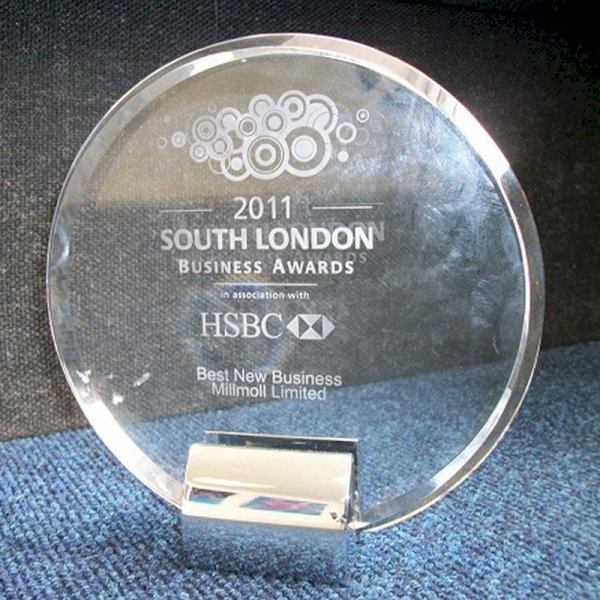 2011
SOUTH LONDON
BUSINESS AWARDS
in association with
HSBC
Best New Business
Millmoll Limited